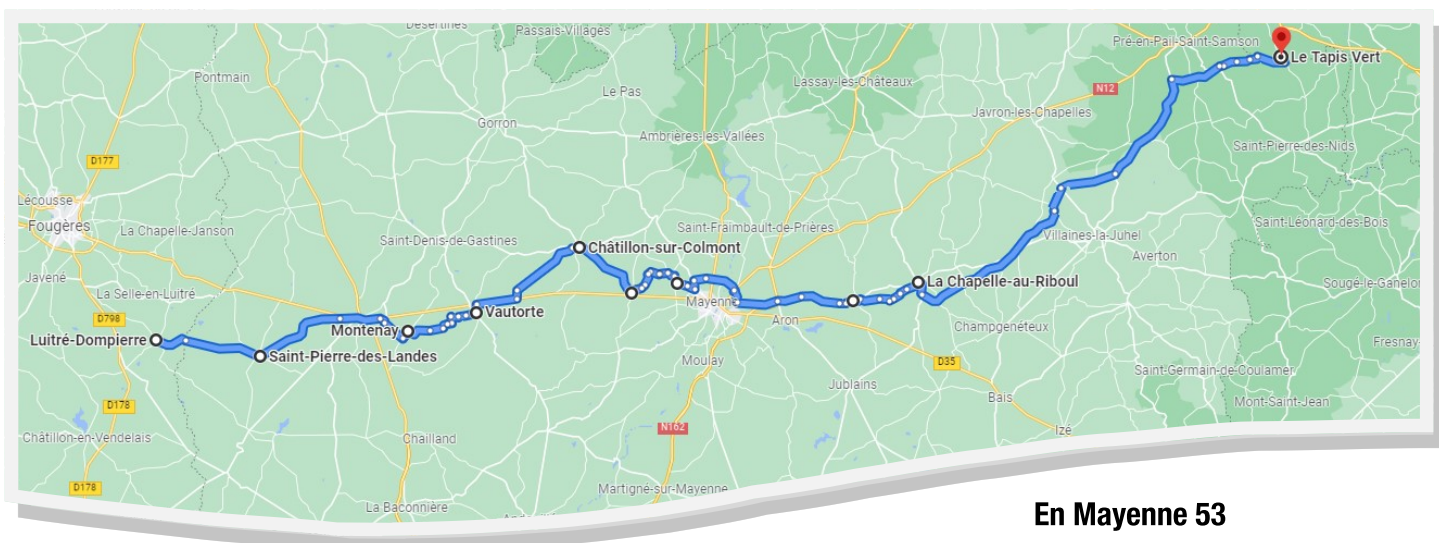 Désertines
Passais-Villages
Pré-en-Pail-Saint-Samson
Le Tapis Vert
Pontmain
Le Pas
Lassay-les-Châteaux
N12
Javron-les-Chapelles
Gorron
Ambrières-les-Vallées
D177
Saint-Pierre-des-Nids
Lécousse
Fougères
La Chapelle-Janson
Saint-Denis-de-Gastines
Saint-Fraimbault-de-Prières
Saint-Léonard-des-Bois
Châtillon-sur-Colmont
Villaines-la-Juhel
Averton
Javené
La Selle-en-Luitré
La Chapelle-au-Riboul
Sougé-le-Ganelon
Mayenne
Vautorte
D798
Aron
Montenay
Champgenéteux
Luitré-Dompierre
Saint-Pierre-des-Landes
Fresnay-
Moulay
D35
Saint-Germain-de-Coulamer
Jublains
Bais
D178
Mont-Saint-Jean
Châtillon-en-Vendelais
Chailland
N162
Izé
D178
Martigné-sur-Mayenne
La Baconnière
En Mayenne 53